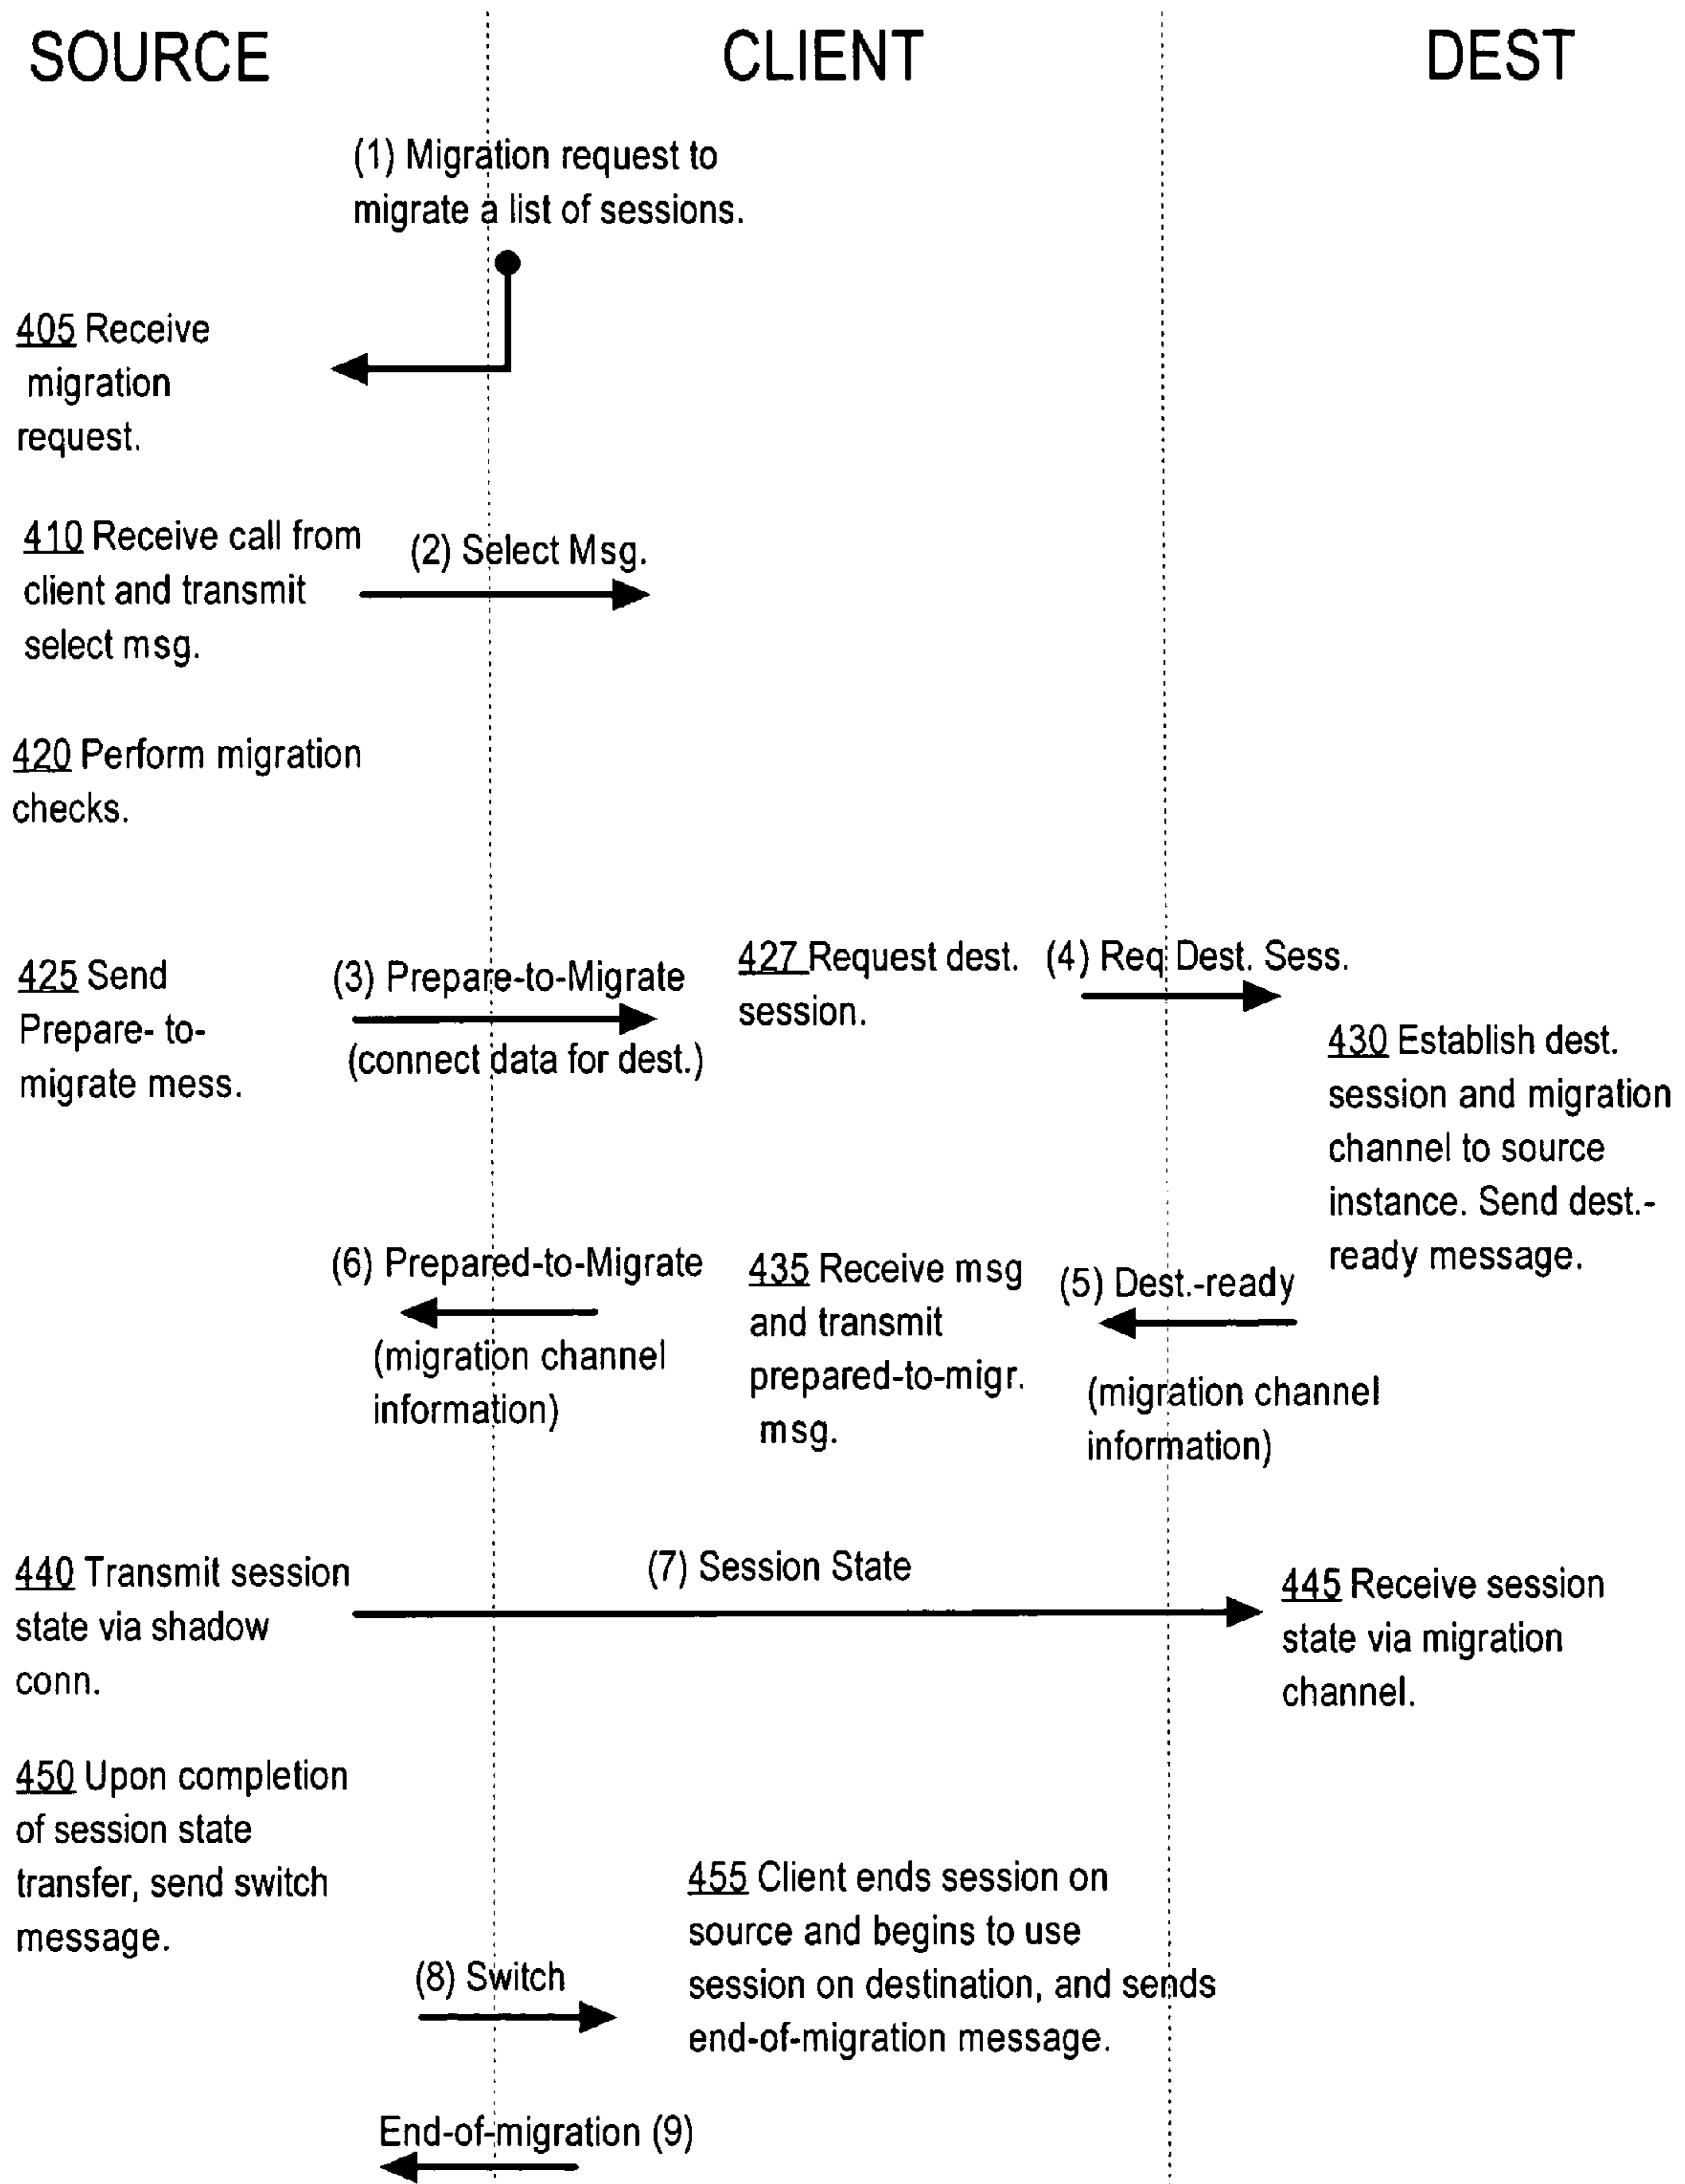 SOURCE
CLIENT
DEST
(1) Migration request to
migrate a list of sessions.
405 Receive
migration
request.
410 Receive call from
client and transmit
select msg.
(2) Select Msg.
420 Perform migration
checks.
425 Send
Prepare- to-
migrate mess.
(3) Prepare-to-Migrate
(connect data for dest.)
427 Request dest.
session.
(4) Req Dest. Sess.
430 Establish dest.
session and migration
channel to source
instance. Send dest.-
ready message.
(5) Dest.-ready
(migration channel
information)
435 Receive msg
and transmit
prepared-to-migr.
msg.
(6) Prepared-to-Migrate
(migration channel
information)
440 Transmit session
state via shadow
conn.
(7) Session State
445 Receive session
state via migration
channel.
450 Upon completion
of session state
transfer, send switch
message.
(8) Switch
455 Client ends session on
source and begins to use
session on destination, and sends
end-of-migration message.
End-of-migration (9)